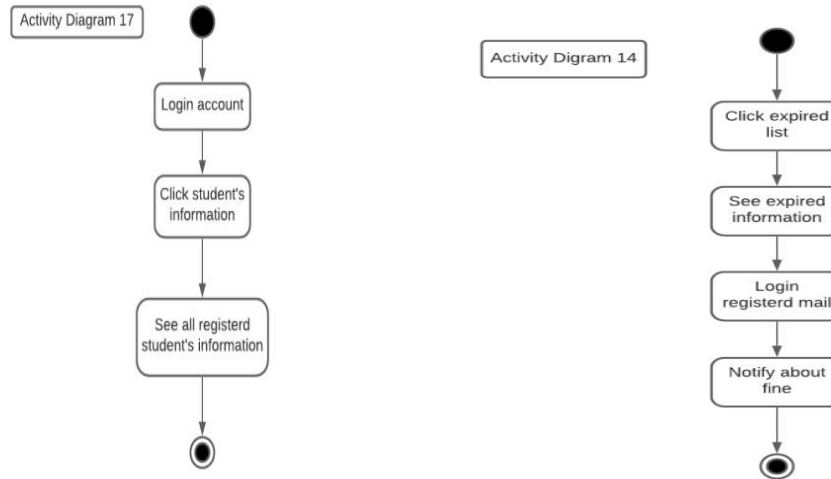 Activity Diagram 17
Login account
Click student's
information
See all registerd
student's information
Activity Digram 14
Click expired
list
See expired
information
Login
registerd mail
Notify about
fine